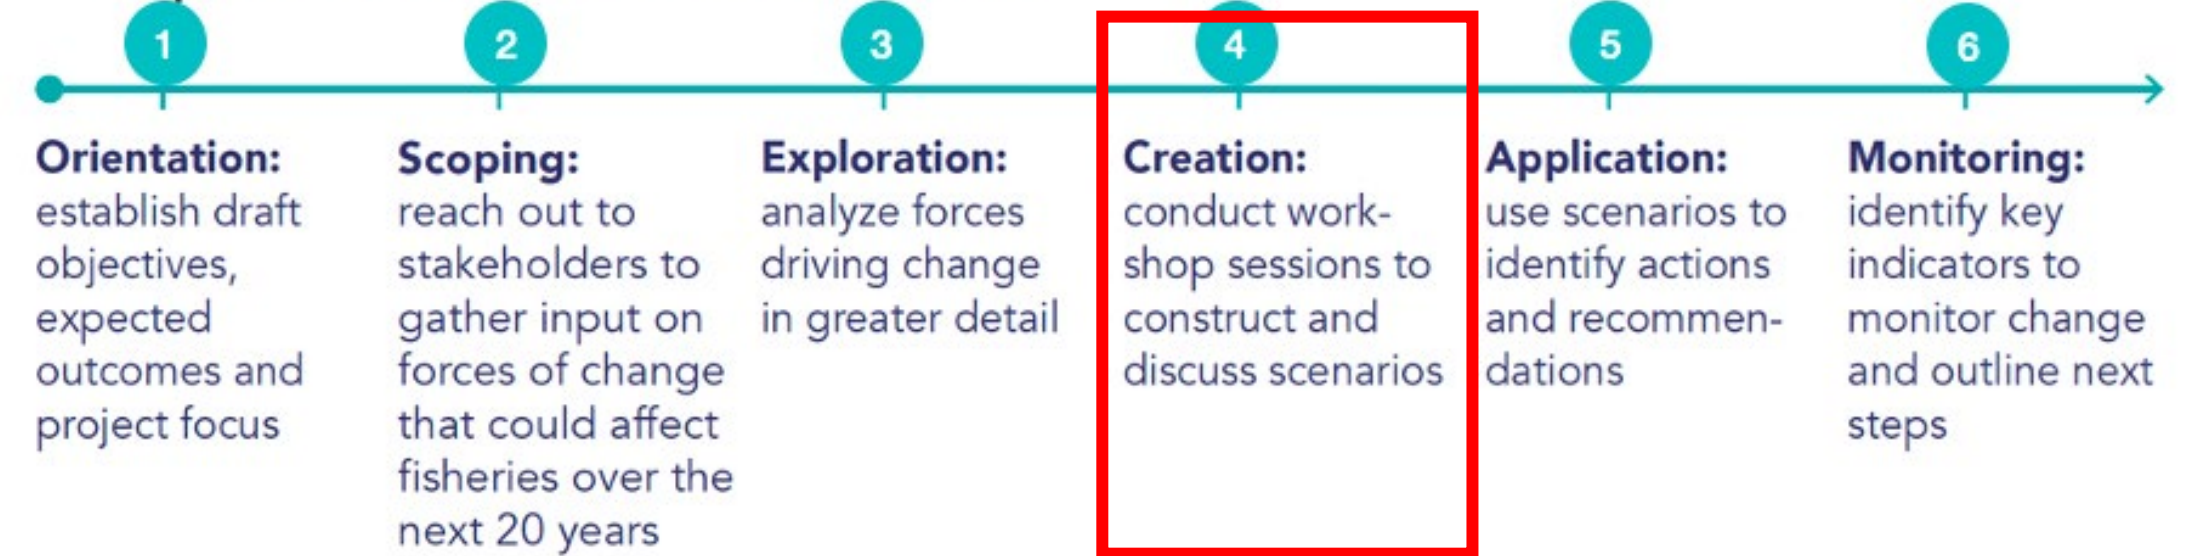 1
2
3
4
5
6
Orientation:
establish draft
objectives,
expected
outcomes and
project focus
Scoping:
reach out to
stakeholders to
gather input on
forces of change
that could affect
fisheries over the
next 20 years
Exploration:
analyze forces
driving change
in greater detail
Creation:
conduct work-
shop sessions to
construct and
discuss scenarios
Application:
use scenarios to
identify actions
and recommen-
dations
Monitoring:
identify key
indicators to
monitor change
and outline next
steps